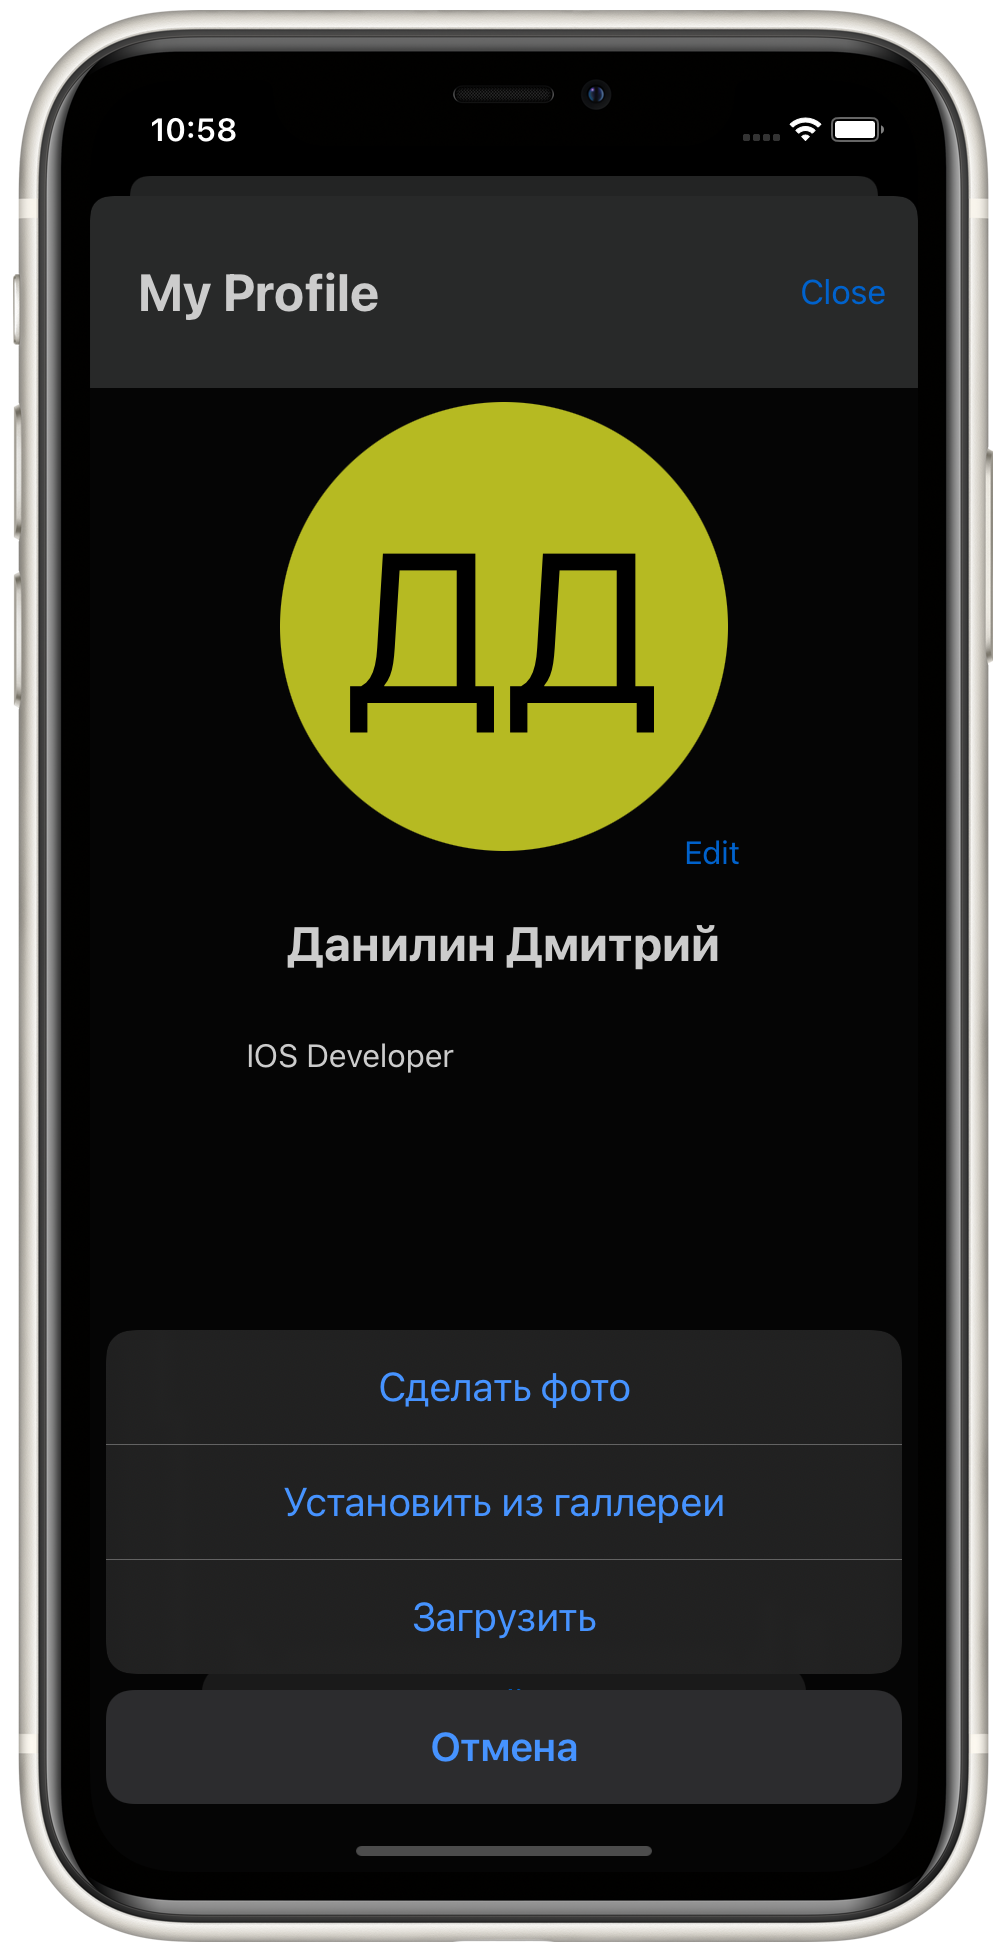 10:58
My Profile
Close
ДД
Edit
Данилин Дмитрий
IOS Developer
Сделать фото
Установить из галлереи
Загрузить
Отмена